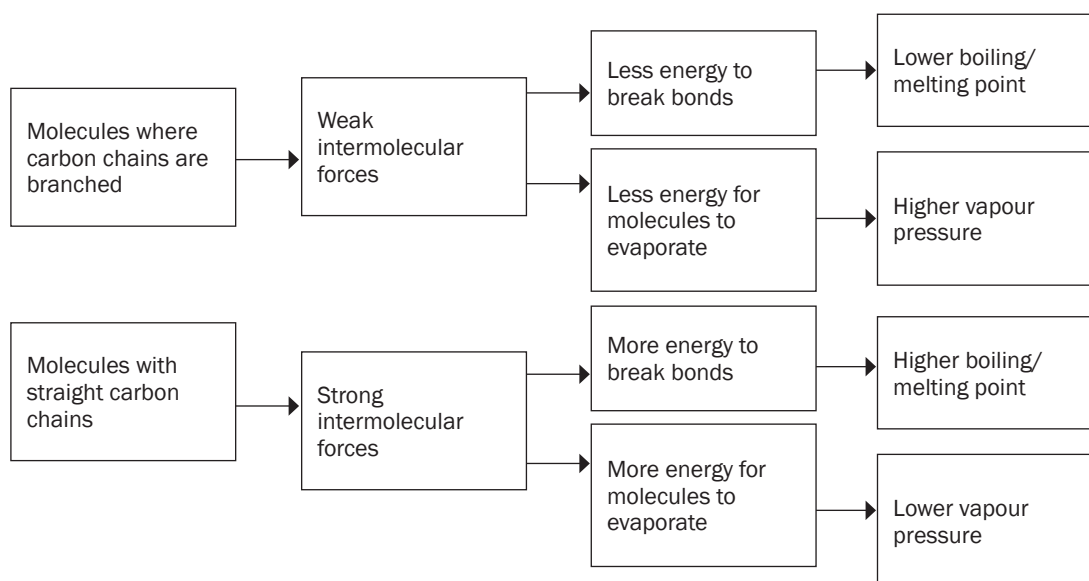 Molecules where
carbon chains are
branched
Weak
intermolecular
forces
Less energy to
break bonds
Lower boiling/
melting point
Less energy for
molecules to
evaporate
Higher vapour
pressure
Molecules with
straight carbon
chains
Strong
intermolecular
forces
More energy to
break bonds
Higher boiling/
melting point
More energy for
molecules to
evaporate
Lower vapour
pressure